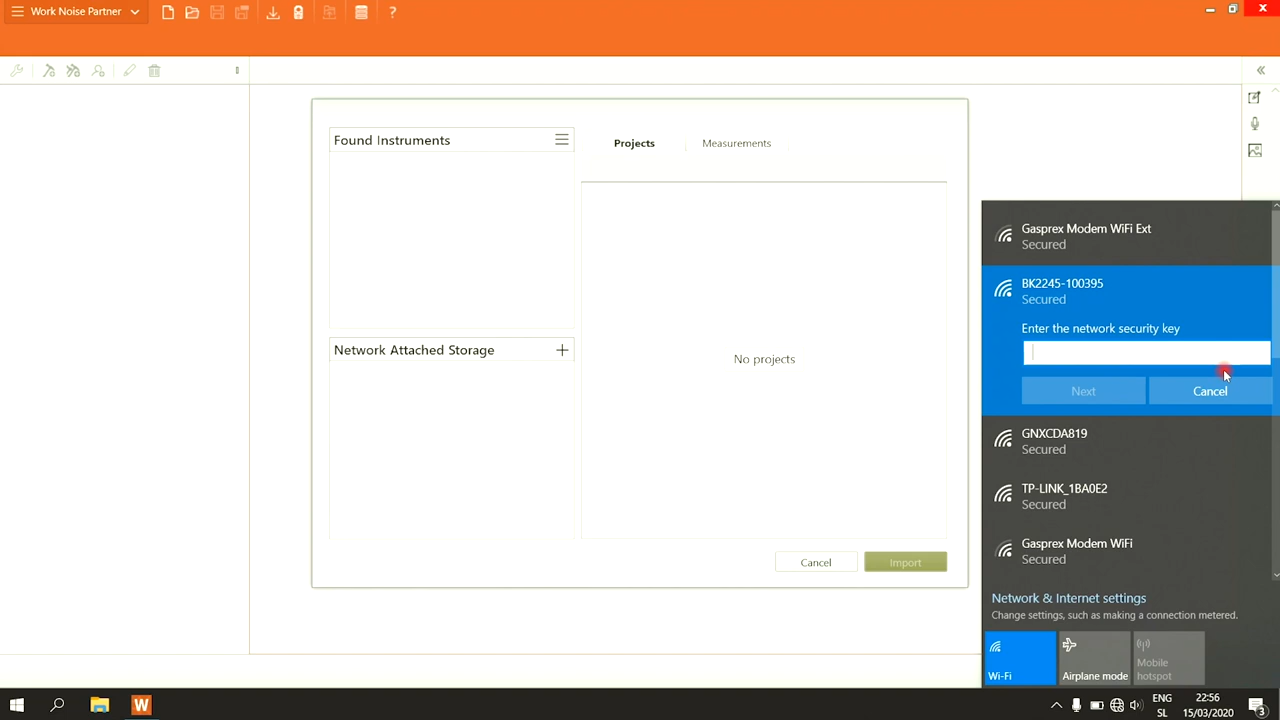 Work Noise Partner
?
Found Instruments
Projects
Measurements
Network Attached Storage
No projects
Cancel
Import
Gasprex Modem WiFi Ext
Secured
BK2245-100395
Secured
Enter the network security key
Next
Cancel
GNXCDA819
Secured
TP-LINK_1BA0E2
Secured
Gasprex Modem WiFi
Secured
Network & Internet settings
Change settings, such as making a connection metered.
Wi-Fi
Airplane mode
Mobile
hotspot
W
ENG
SL
22:56
15/03/2020
3